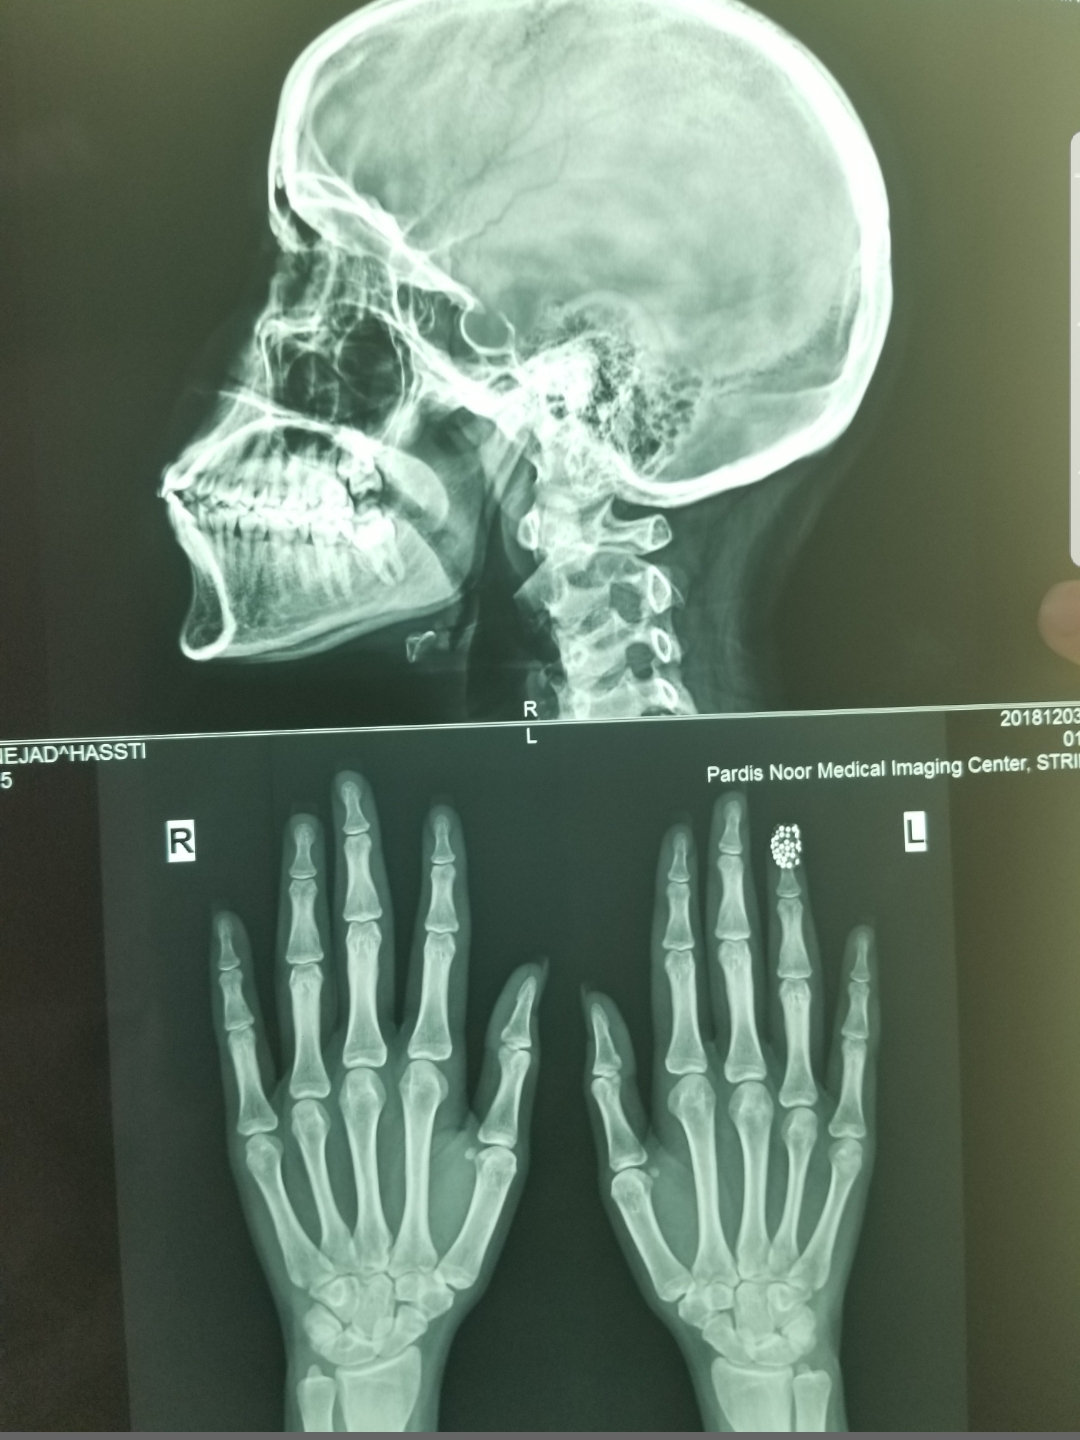 R
L
IEJAD^HASSTI
5
20181203
01
Pardis Noor Medical Imaging Center, STRI
R
L